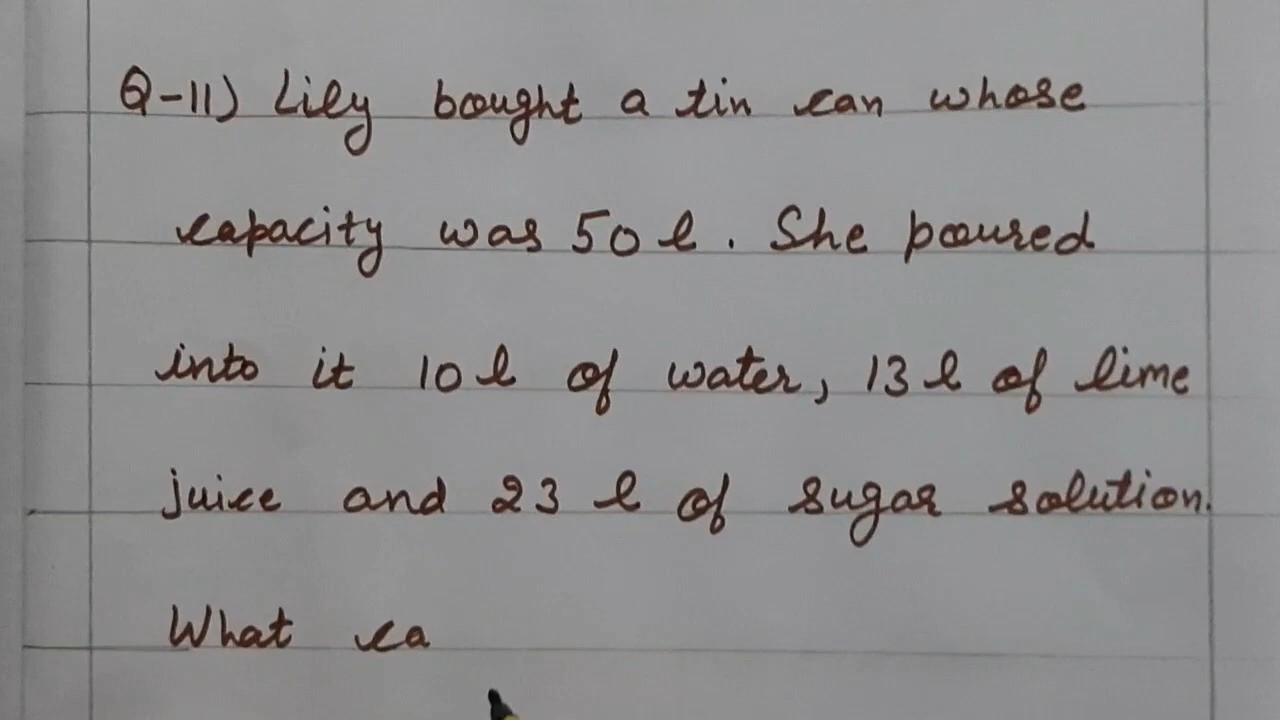 Q-11) Lily bought a tin can whose
capacity was 50 l. She poured
into it 10 l of water, 13 l of lime
juice and 23 l of sugar solution.
What ca